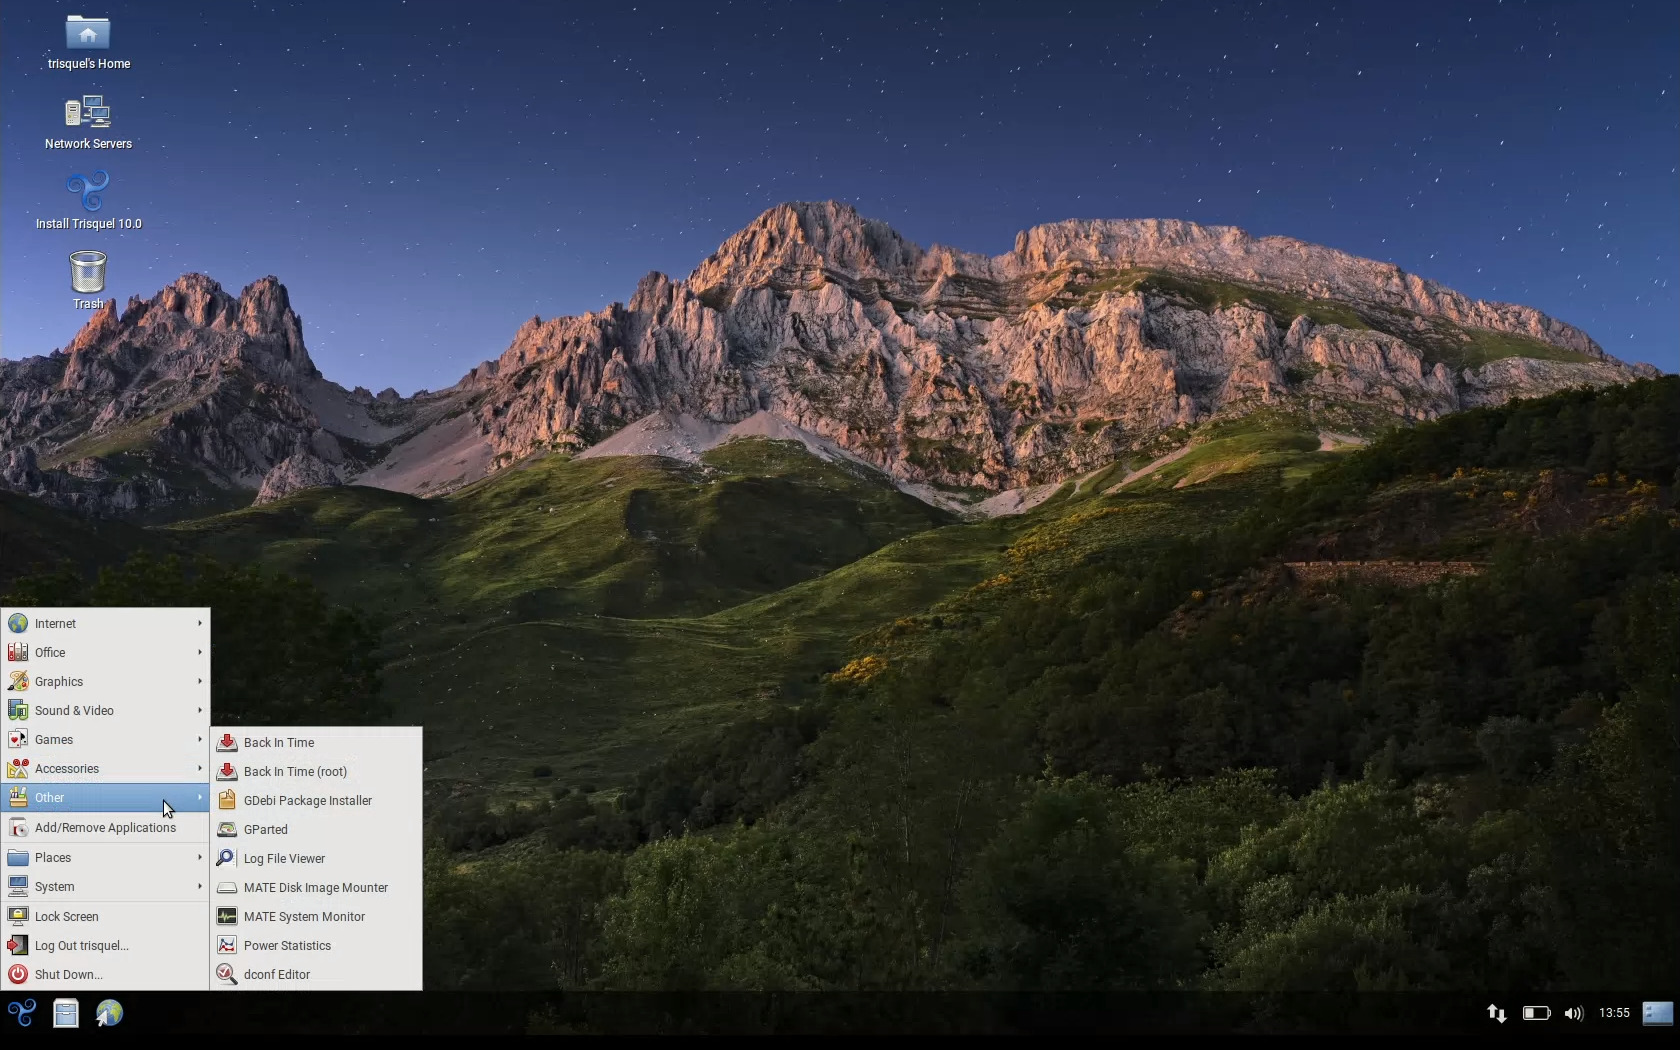 trisquel's Home
Network Servers
Install Trisquel 10.0
Trash
Internet
Office
Graphics
Sound & Video
Games
Accessories
Other
Add/Remove Applications
Places
System
Lock Screen
Log Out trisquel...
Shut Down...
Back In Time
Back In Time (root)
GDebi Package Installer
GParted
Log File Viewer
MATE Disk Image Mounter
MATE System Monitor
Power Statistics
dconf Editor
13:55